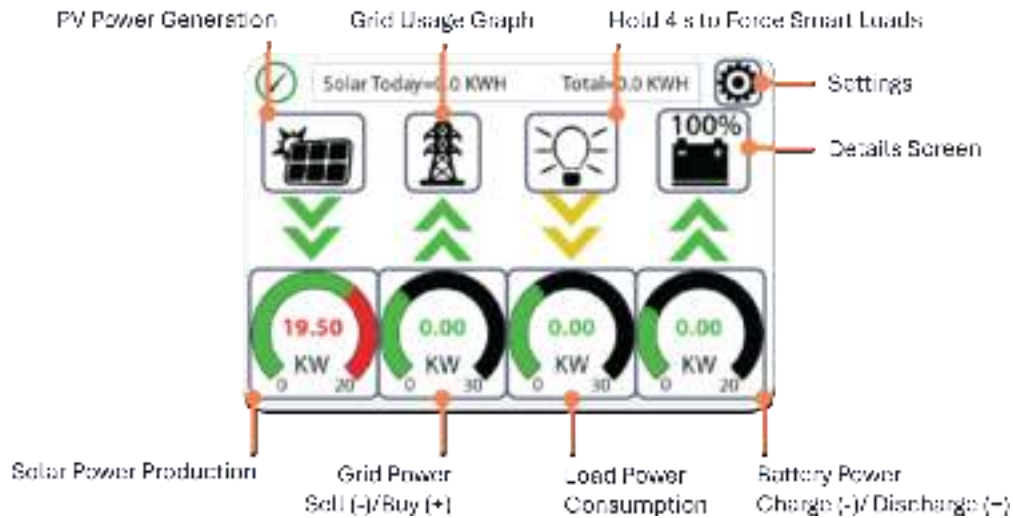 PV Power Generation
Grid Usage Graph
Hold 4 s to Force Smart Loads
Solar Today=0.0 KWH
Total=0.0 KWH
Settings
100%
Details Screen
19.50
KW
0
20
0.00
KW
0
30
0.00
KW
0
30
0.00
KW
0
20
Solar Power Production
Grid Power
Sell (-)/Buy (+)
Load Power
Consumption
Battery Power
Charge (-)/ Discharge (+)